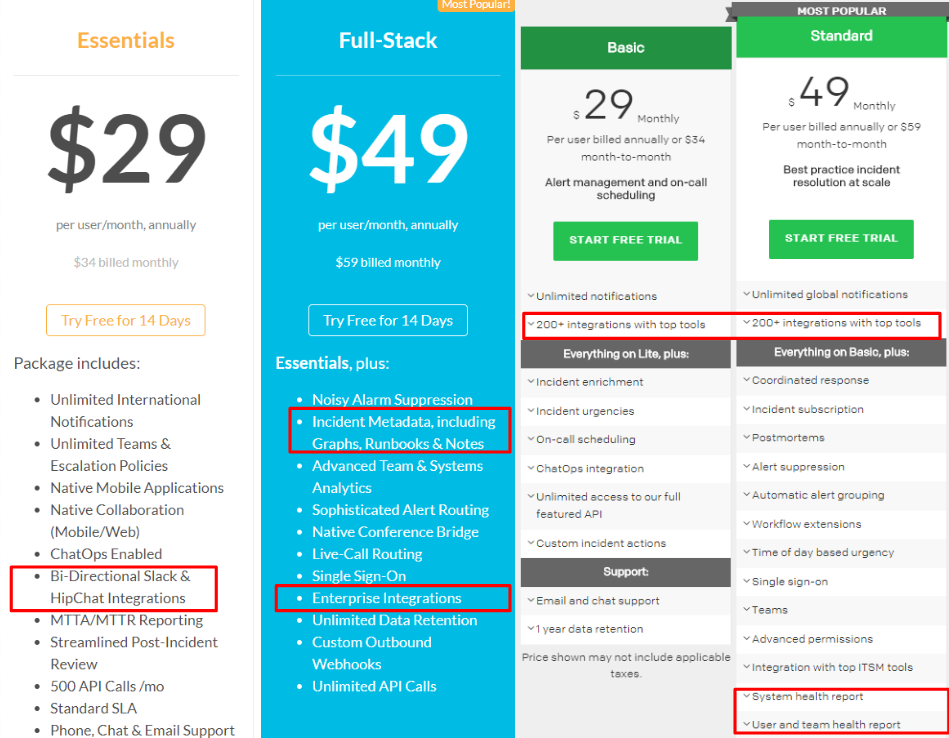 Essentials
$29
per user/month, annually
$34 billed monthly
Try Free for 14 Days
Package includes:
Unlimited International
Notifications
Unlimited Teams &
Escalation Policies
Native Mobile Applications
Native Collaboration
(Mobile/Web)
ChatOps Enabled
Bi-Directional Slack &
HipChat Integrations
MTTA/MTTR Reporting
Streamlined Post-Incident
Review
500 API Calls /mo
Standard SLA
Phone, Chat & Email Support
Most Popular!
Full-Stack
$49
per user/month, annually
$59 billed monthly
Try Free for 14 Days
Essentials, plus:
Noisy Alarm Suppression
Incident Metadata, including
Graphs, Runbooks & Notes
Advanced Team & Systems
Analytics
Sophisticated Alert Routing
Native Conference Bridge
Live-Call Routing
Single Sign-On
Enterprise Integrations
Unlimited Data Retention
Custom Outbound
Webhooks
Unlimited API Calls
Basic
$ 29 Monthly
Per user billed annually or $34
month-to-month
Alert management and on-call
scheduling
START FREE TRIAL
Unlimited notifications
200+ integrations with top tools
Everything on Lite, plus:
Incident enrichment
Incident urgencies
On-call scheduling
ChatOps integration
Unlimited access to our full
featured API
Custom incident actions
Support:
Email and chat support
1 year data retention
Price shown may not include applicable
taxes.
MOST POPULAR
Standard
$ 49 Monthly
Per user billed annually or $59
month-to-month
Best practice incident
resolution at scale
START FREE TRIAL
Unlimited global notifications
200+ integrations with top tools
Everything on Basic, plus:
Coordinated response
Incident subscription
Postmortems
Alert suppression
Automatic alert grouping
Workflow extensions
Time of day based urgency
Single sign-on
Teams
Advanced permissions
Integration with top ITSM tools
System health report
User and team health report